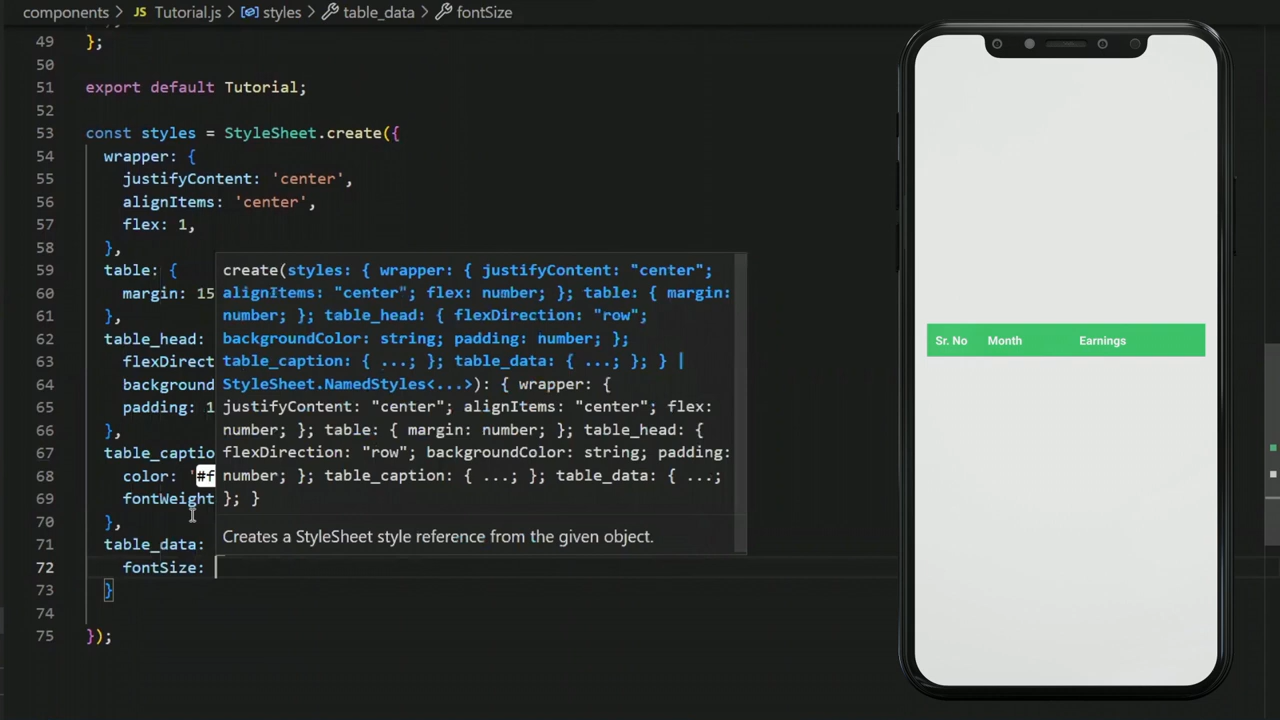 components > JS Tutorial.js > styles > table_data > fontSize
49 };
50
51 export default Tutorial;
52
53 const styles = StyleSheet.create({
54 wrapper: {
55 justifyContent: 'center',
56 alignItems: 'center',
57 flex: 1,
58 },
59 table: {
60 margin: 15
61 },
62 table_head:
63 flexDirect
64 background
65 padding: 1
66 },
67 table_captio
68 color: '#f
69 fontWeight
70 },
71 table_data:
72 fontSize:
73 }
74
75 });
create(styles: { wrapper: { justifyContent: "center";
alignItems: "center"; flex: number; }; table: { margin:
number; }; table_head: { flexDirection: "row";
backgroundColor: string; padding: number; };
table_caption: { ...; }; table_data: { ...; }; } |
StyleSheet.NamedStyles<...>): { wrapper: {
justifyContent: "center"; alignItems: "center"; flex:
number; }; table: { margin: number; }; table_head: {
flexDirection: "row"; backgroundColor: string; padding:
number; }; table_caption: { ...; }; table_data: { ...;
}; }
Creates a StyleSheet style reference from the given object.
Sr. No Month Earnings